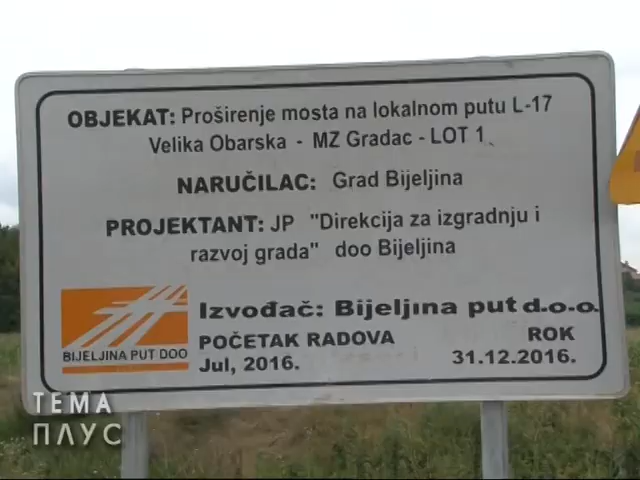 OBJEKAT: Proširenje mosta na lokalnom putu L-17
Velika Obarska - MZ Gradac - LOT 1
NARUČILAC: Grad Bijeljina
PROJEKTANT: JP "Direkcija za izgradnju i
razvoj grada" doo Bijeljina
BIJELJINA PUT DOO
Izvođač: Bijeljina put d.o.o.
POČETAK RADOVA
Jul, 2016.
ROK
31.12.2016.
ТЕМА
ПЛУС